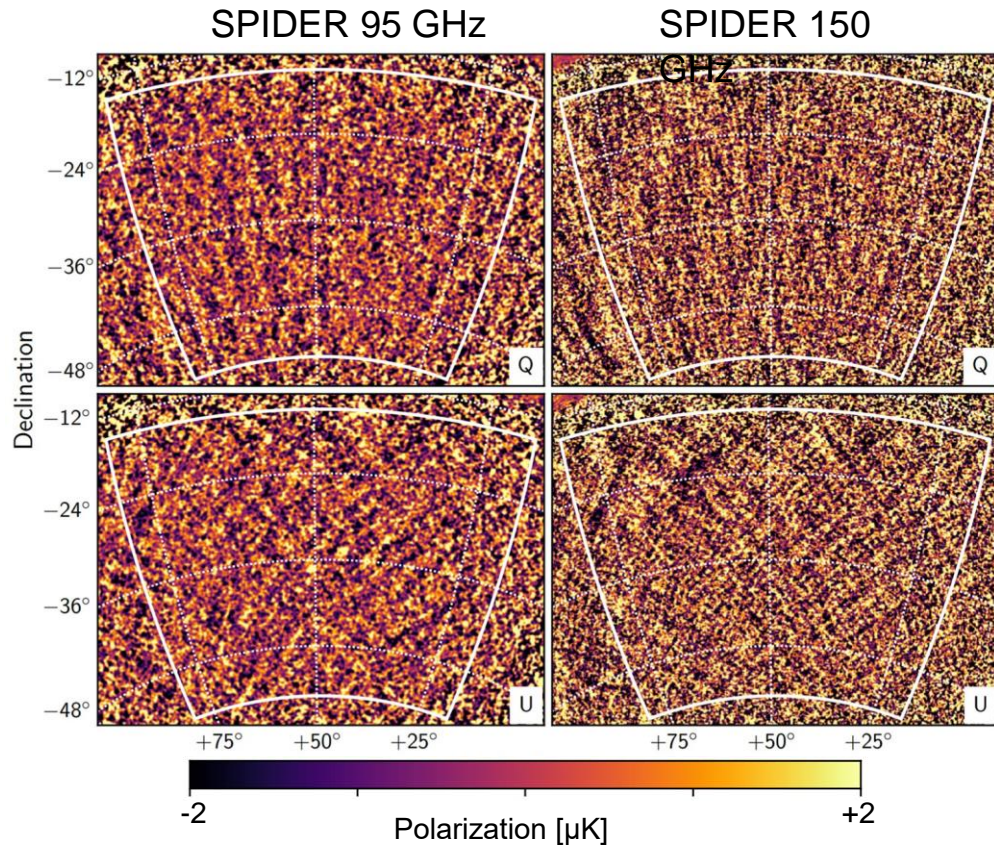 SPIDER 95 GHz
SPIDER 150
GHz
−12°
−24°
−36°
−48°
Q
Q
−12°
−24°
−36°
−48°
U
U
Declination
+75° +50° +25°
+75° +50° +25°
-2
+2
Polarization [µK]